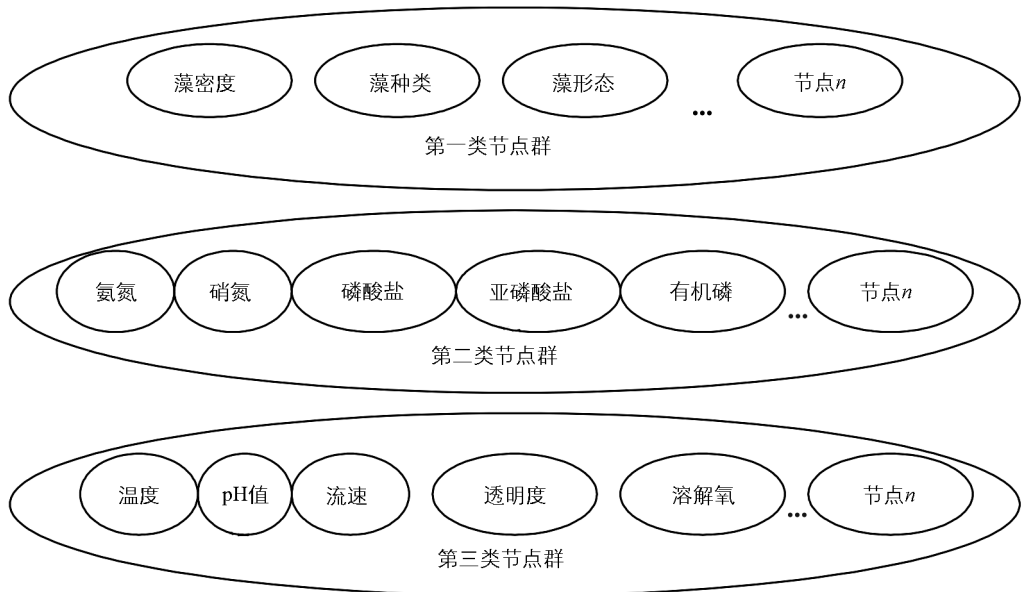 藻密度 藻种类 藻形态 ... 节点n
第一类节点群
氨氮 硝氮 磷酸盐 亚磷酸盐 有机磷 ... 节点n
第二类节点群
温度 pH值 流速 透明度 溶解氧 ... 节点n
第三类节点群